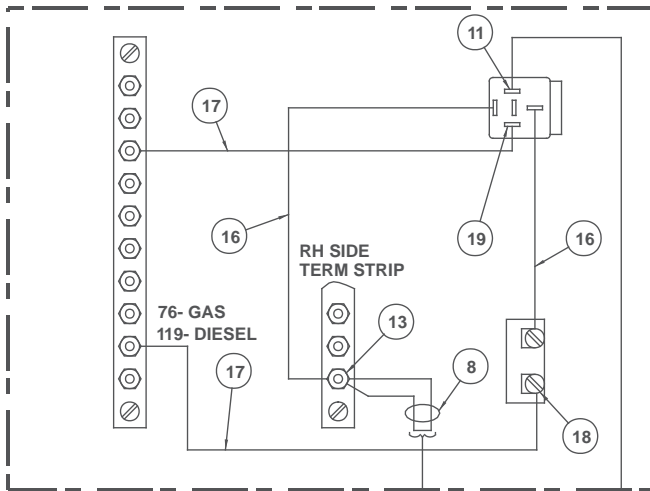 11
17
16
19
16
RH SIDE
TERM STRIP
76- GAS
119- DIESEL
13
17
8
18